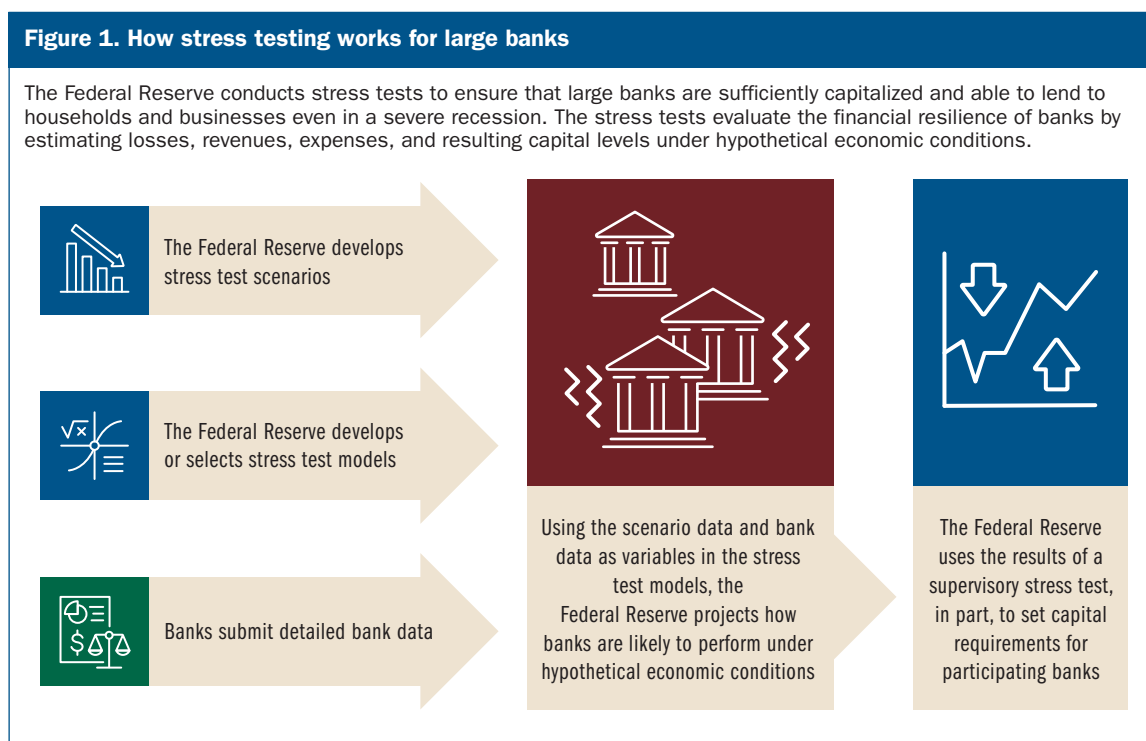 Figure 1. How stress testing works for large banks
The Federal Reserve conducts stress tests to ensure that large banks are sufficiently capitalized and able to lend to
households and businesses even in a severe recession. The stress tests evaluate the financial resilience of banks by
estimating losses, revenues, expenses, and resulting capital levels under hypothetical economic conditions.
The Federal Reserve develops
stress test scenarios
√x
The Federal Reserve develops
or selects stress test models
$
Banks submit detailed bank data
Using the scenario data and bank
data as variables in the stress
test models, the
Federal Reserve projects how
banks are likely to perform under
hypothetical economic conditions
The Federal Reserve
uses the results of a
supervisory stress test,
in part, to set capital
requirements for
participating banks